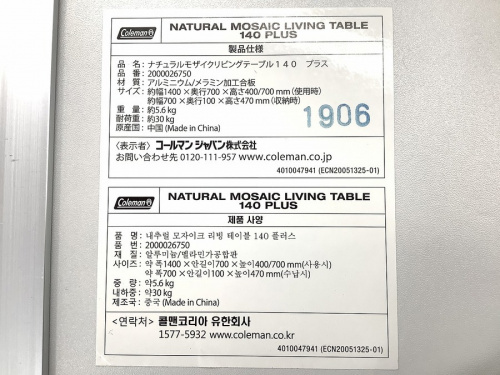 Coleman
NATURAL MOSAIC LIVING TABLE
140 PLUS
製品仕様
品 名：ナチュラルモザイクリビングテーブル１４０ プラス
品 番：2000026750
材 質：アルミニウム/メラミン加工合板
サイズ：約幅1400×奥行700×高さ400/700mm（使用時）
約幅700×奥行100×高さ470mm（収納時）
重 量：約5.6kg
耐荷重：約30kg
原産国：中国（Made in China）
1906
〈表示者〉コールマン ジャパン株式会社
お問い合わせ先 0120-111-957 www.coleman.co.jp
4010047941 (ECN20051325-01)
Coleman
NATURAL MOSAIC LIVING TABLE
140 PLUS
제품 사양
품 명：내추럴 모자이크 리빙 테이블 140 플러스
품 번：2000026750
재 질：알루미늄/멜라민가공합판
사이즈：약 폭1400×안길이700×높이400/700 mm(사용시)
약 폭700×안길이100×높이470 mm(수납시)
중 량：약5.6kg
내하중：약30kg
제조국：중국 (Made in China)
<연락처> 콜맨코리아 유한회사
1577-5932 www.coleman.co.kr
4010047941 (ECN20051325-01)